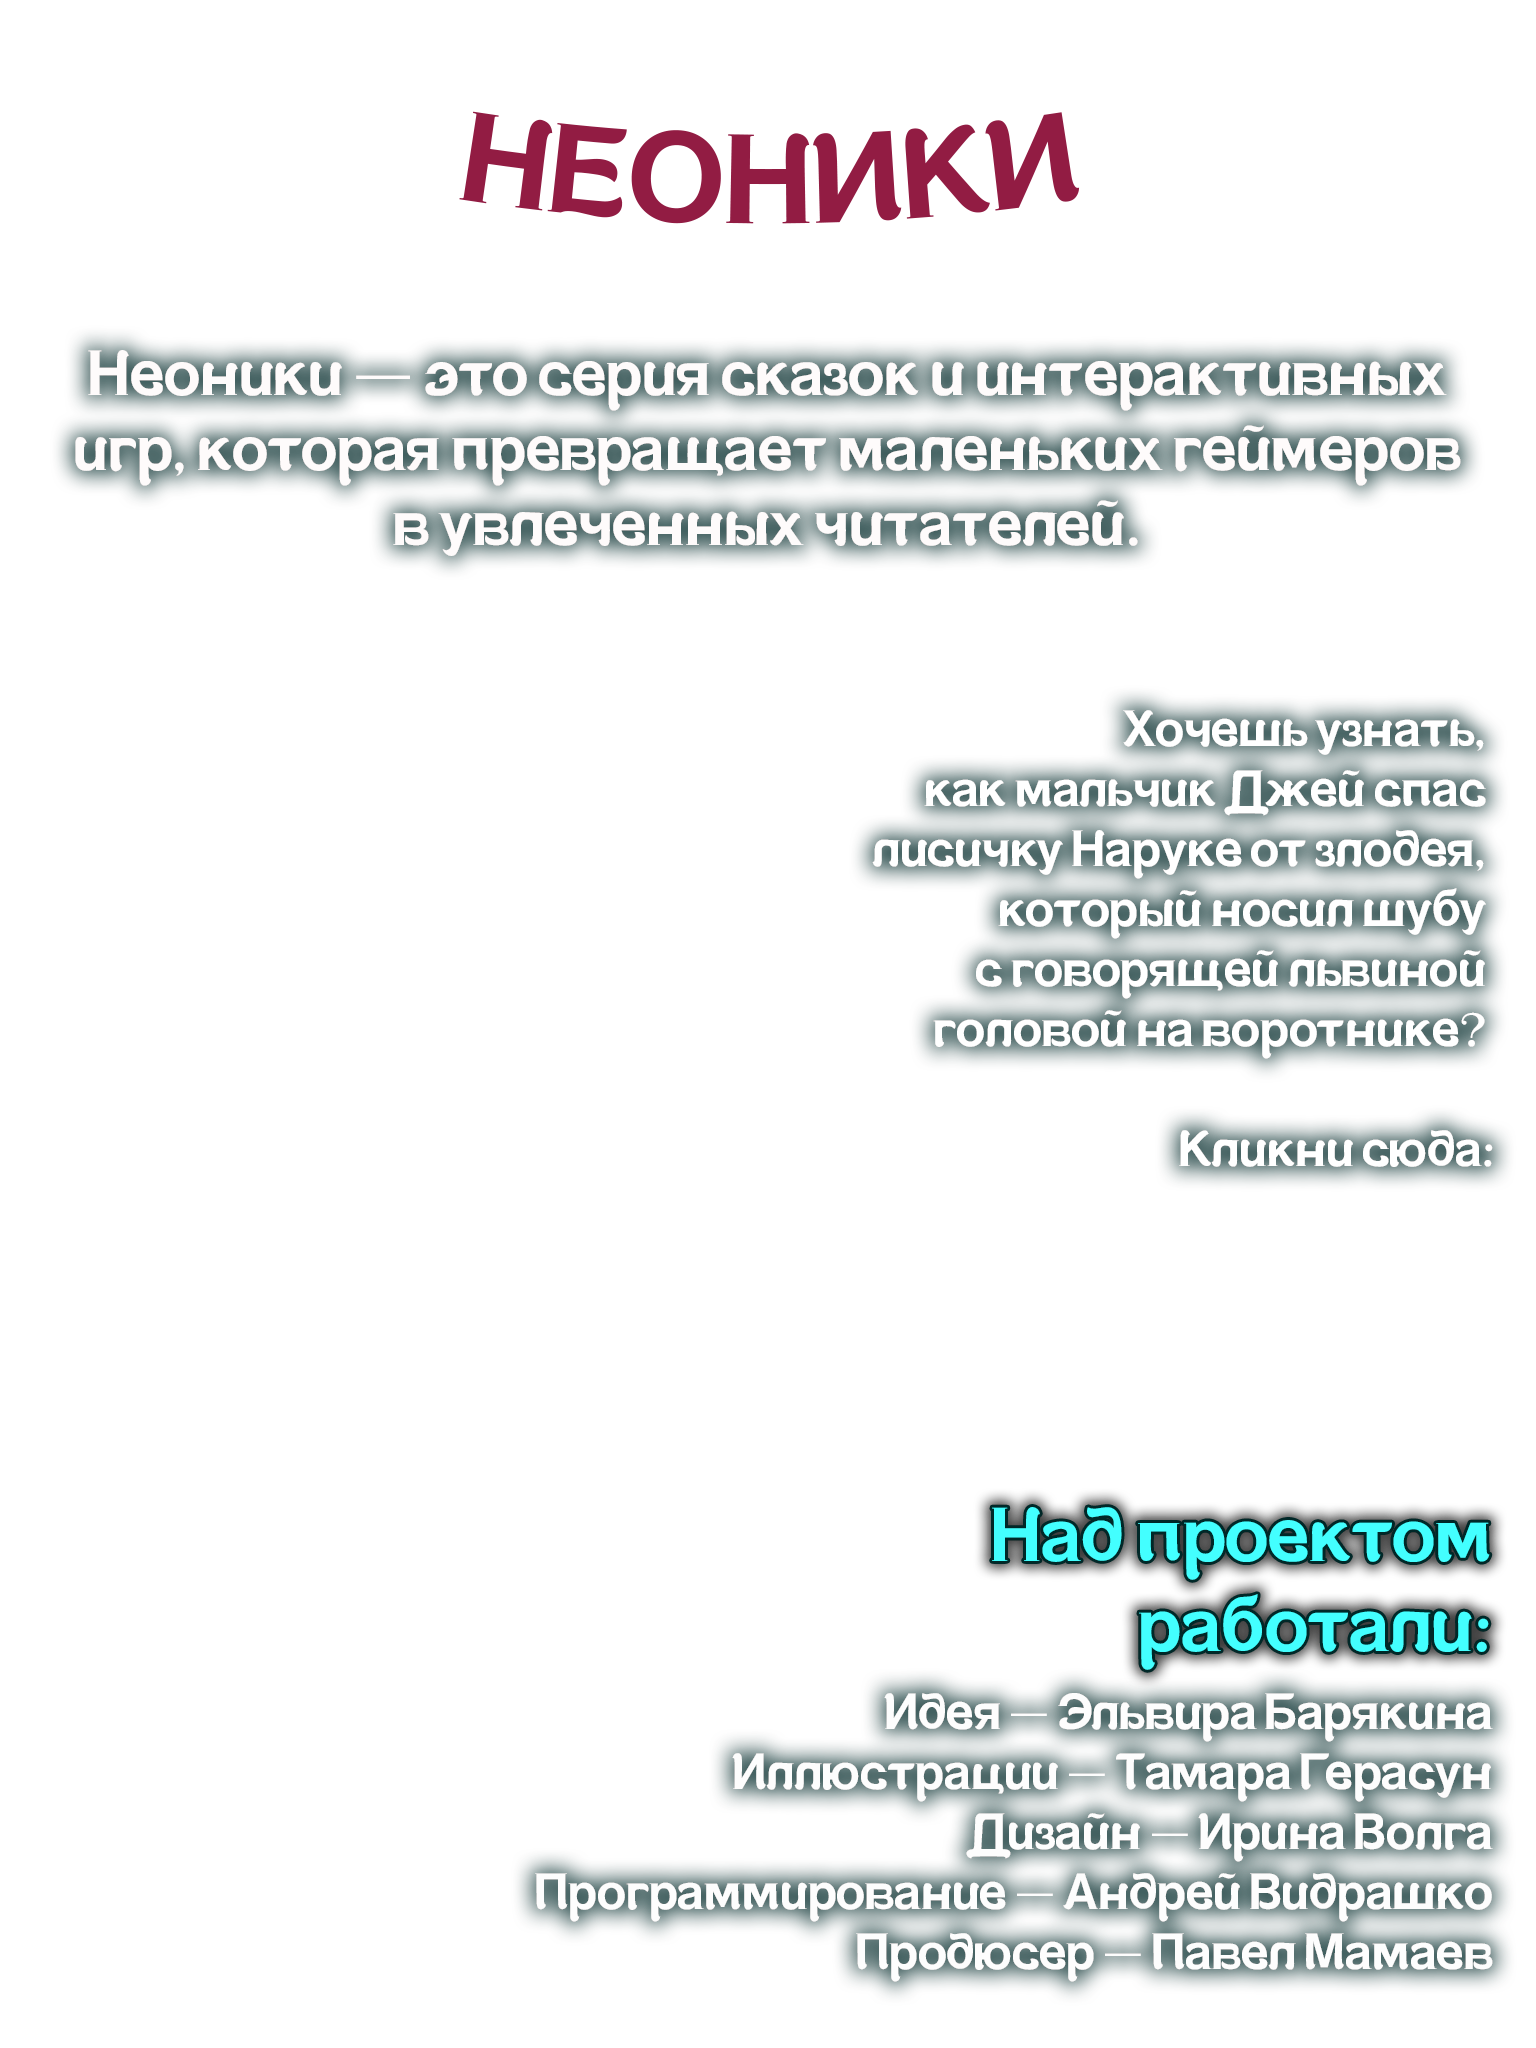 НЕОНИКИ
Неоники — это серия сказок и интерактивных
игр, которая превращает маленьких геймеров
в увлеченных читателей.
Хочешь узнать,
как мальчик Джей спас
лисичку Наруке от злодея,
который носил шубу
с говорящей львиной
головой на воротнике?
Кликни сюда:
Над проектом
работали:
Идея — Эльвира Барякина
Иллюстрации — Тамара Герасун
Дизайн — Ирина Волга
Программирование — Андрей Видрашко
Продюсер — Павел Мамаев